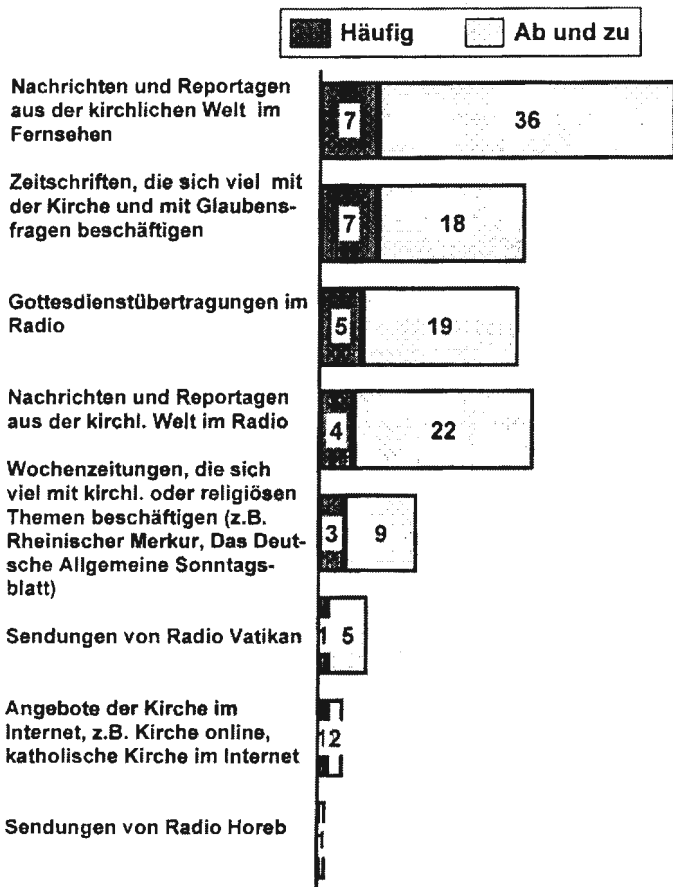 Häufig Ab und zu
Nachrichten und Reportagen
aus der kirchlichen Welt im
Fernsehen
7 36
Zeitschriften, die sich viel mit
der Kirche und mit Glaubens-
fragen beschäftigen
7 18
Gottesdienstübertragungen im
Radio
5 19
Nachrichten und Reportagen
aus der kirchl. Welt im Radio
4 22
Wochenzeitungen, die sich
viel mit kirchl. oder religiösen
Themen beschäftigen (z.B.
Rheinischer Merkur, Das Deut-
sche Allgemeine Sonntags-
blatt)
3 9
Sendungen von Radio Vatikan
1 5
Angebote der Kirche im
Internet, z.B. Kirche online,
katholische Kirche im Internet
1 2
Sendungen von Radio Horeb
1